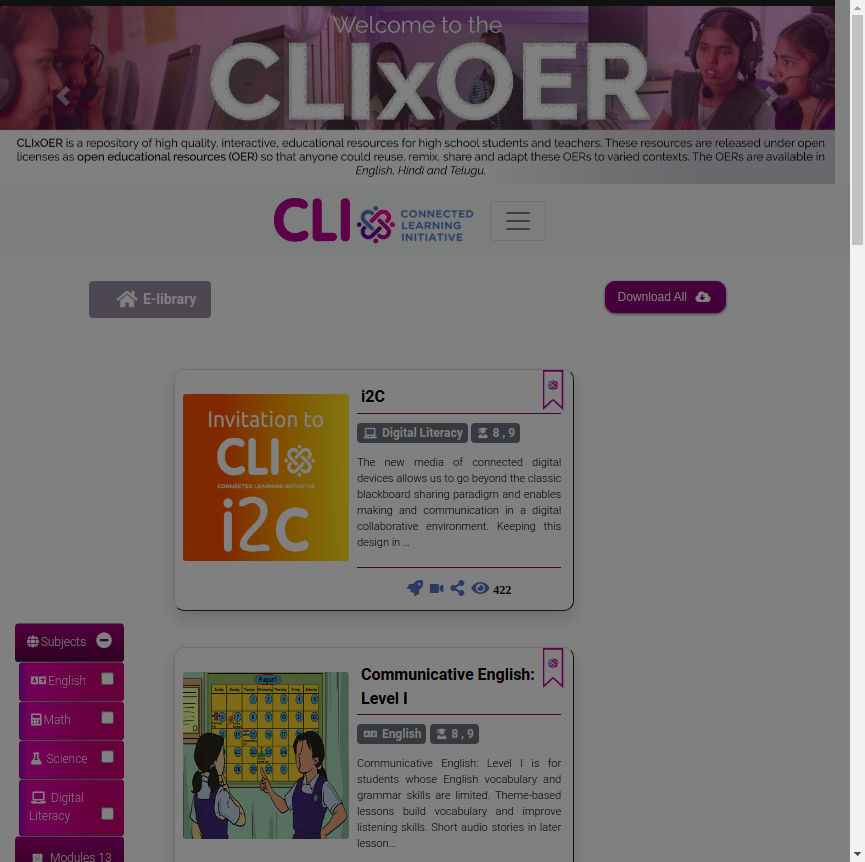 Welcome to the
CLIxOER
CLIxOER is a repository of high quality, interactive, educational resources for high school students and teachers. These resources are released under open
licenses as open educational resources (OER) so that anyone could reuse, remix, share and adapt these OERs to varied contexts. The OERs are available in
English, Hindi and Telugu.
CLI
CONNECTED
LEARNING
INITIATIVE
E-library
Download All
Invitation to
CLI
CONNECTED LEARNING INITIATIVE
i2c
i2C
Digital Literacy
8 , 9
The new media of connected digital
devices allows us to go beyond the classic
blackboard sharing paradigm and enables
making and communication in a digital
collaborative environment. Keeping this
design in ...
422
Subjects
English
Math
Science
Digital
Literacy
Modules 13
August
Communicative English:
Level I
English
8 , 9
Communicative English: Level I is for
students whose English vocabulary and
grammar skills are limited. Theme-based
lessons build vocabulary and improve
listening skills. Short audio stories in later
lesson...